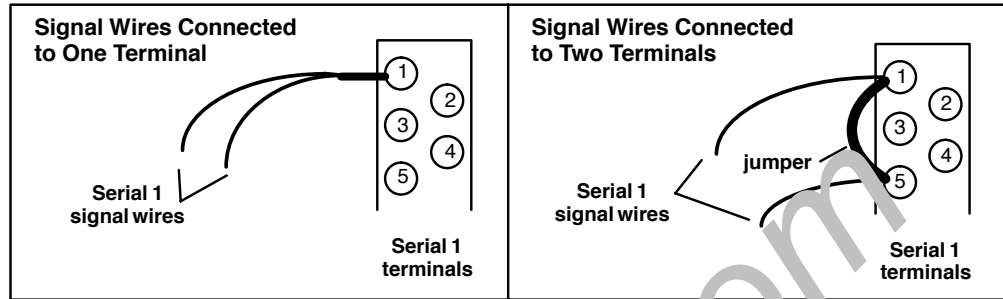 Signal Wires Connected
to One Terminal
1
2
3
4
5
Serial 1
signal wires
Serial 1
terminals
Signal Wires Connected
to Two Terminals
1
2
3
4
jumper
5
Serial 1
signal wires
Serial 1
terminals
om